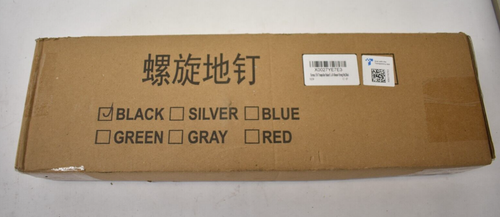 螺旋地钉
BLACK SILVER BLUE
GREEN GRAY RED